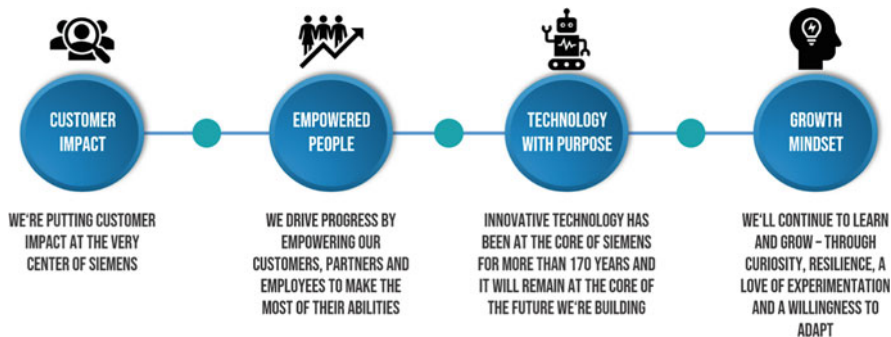 CUSTOMER
IMPACT
EMPOWERED
PEOPLE
TECHNOLOGY
WITH PURPOSE
GROWTH
MINDSET
WE'RE PUTTING CUSTOMER
IMPACT AT THE VERY
CENTER OF SIEMENS
WE DRIVE PROGRESS BY
EMPOWERING OUR
CUSTOMERS, PARTNERS AND
EMPLOYEES TO MAKE THE
MOST OF THEIR ABILITIES
INNOVATIVE TECHNOLOGY HAS
BEEN AT THE CORE OF SIEMENS
FOR MORE THAN 170 YEARS AND
IT WILL REMAIN AT THE CORE OF
THE FUTURE WE'RE BUILDING
WE'LL CONTINUE TO LEARN
AND GROW – THROUGH
CURIOSITY, RESILIENCE, A
LOVE OF EXPERIMENTATION
AND A WILLINGNESS TO
ADAPT